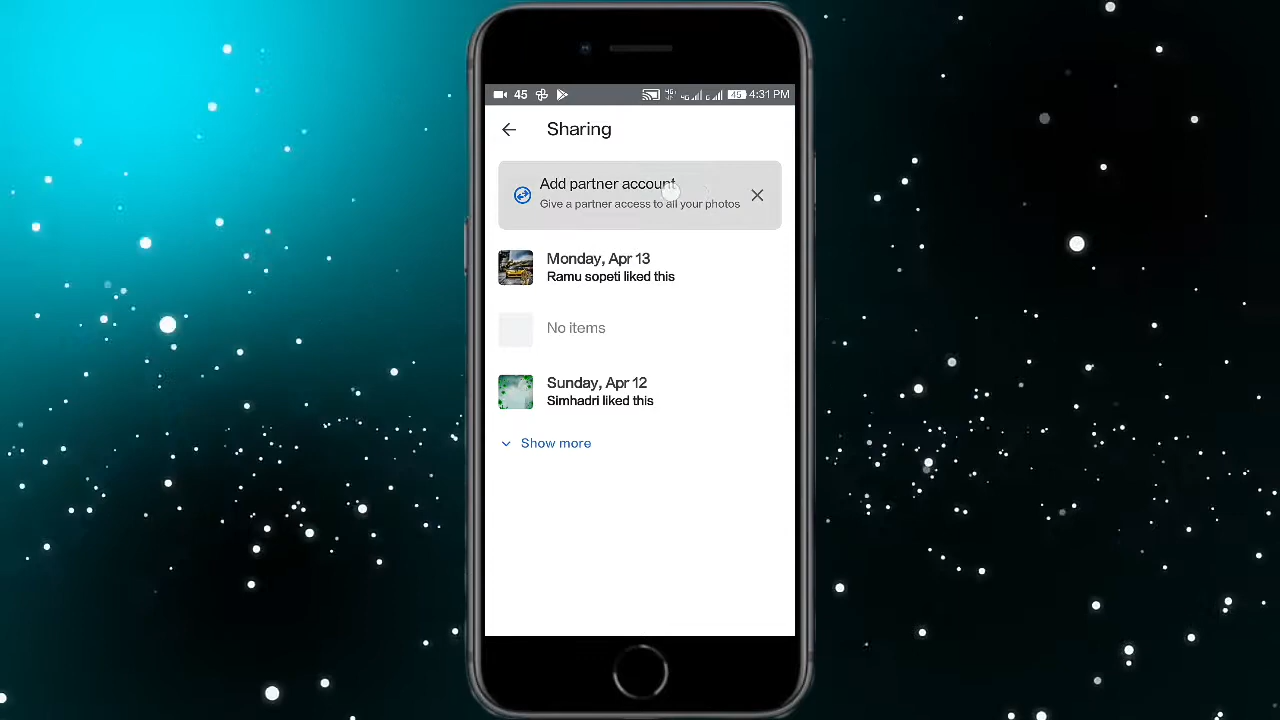 45 45 4:31 PM
Sharing
Add partner account
Give a partner access to all your photos
Monday, Apr 13
Ramu sopeti liked this
No items
Sunday, Apr 12
Simhadri liked this
Show more